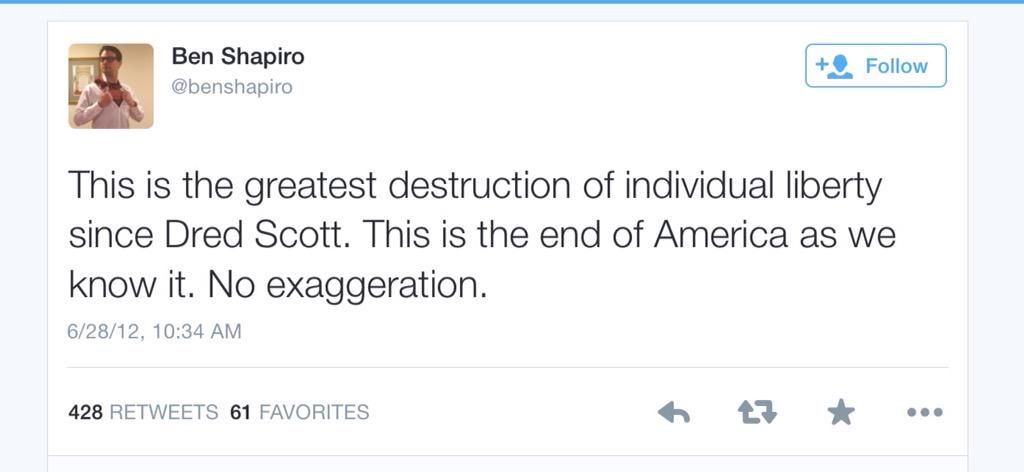 Ben Shapiro
@benshapiro
Follow
This is the greatest destruction of individual liberty
since Dred Scott. This is the end of America as we
know it. No exaggeration.
6/28/12, 10:34 AM
428 RETWEETS 61 FAVORITES